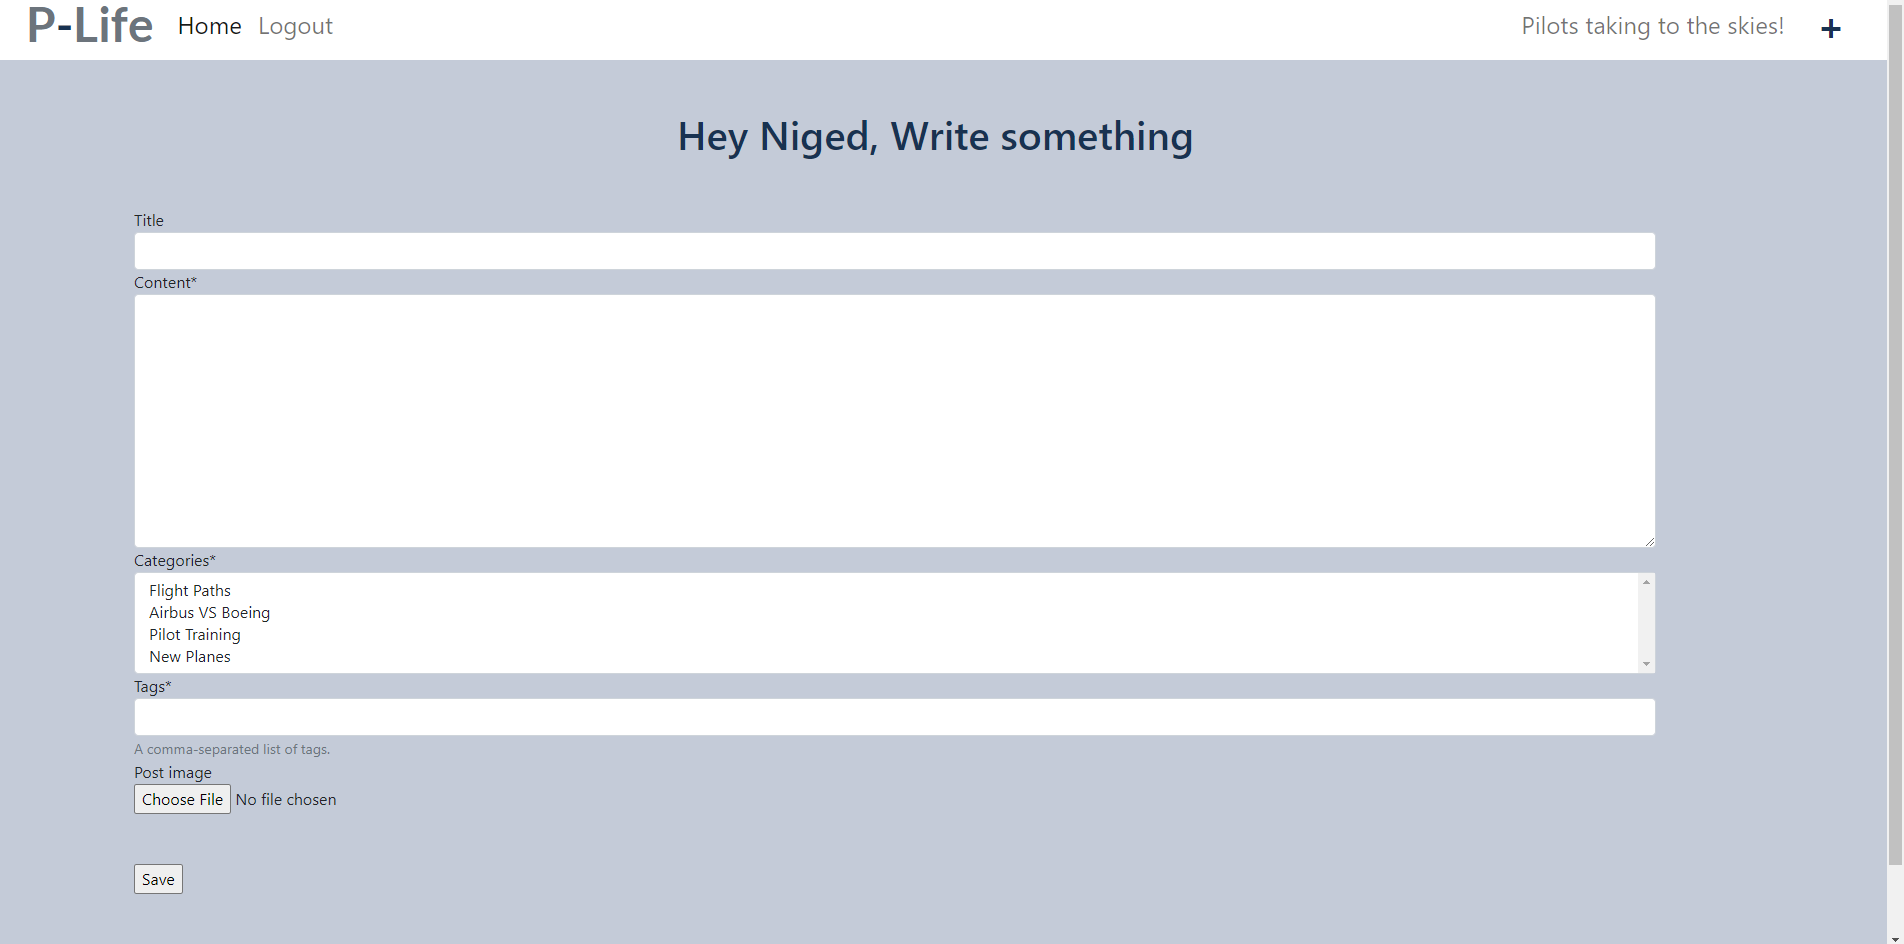 P-Life Home Logout Pilots taking to the skies! +
Hey Niged, Write something
Title
Content*
Categories*
Flight Paths
Airbus VS Boeing
Pilot Training
New Planes
Tags*
A comma-separated list of tags.
Post image
Choose File No file chosen
Save